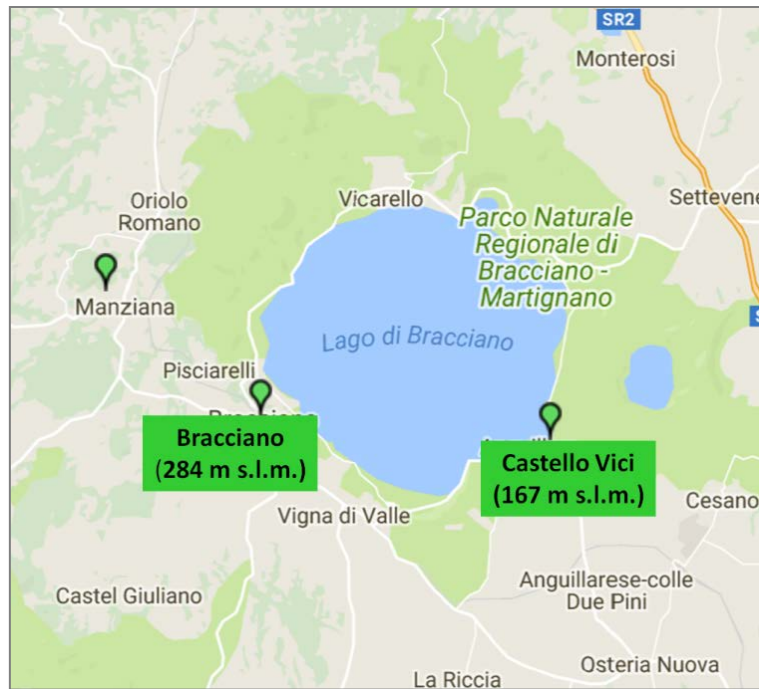 SR2
Monterosi
Oriolo
Romano
Vicarello
Settevene
Parco Naturale
Regionale di
Bracciano -
Martignano
Manziana
Lago di Bracciano
Pisciarelli
Bracciano
(284 m s.l.m.)
Castello Vici
(167 m s.l.m.)
Cesano
Vigna di Valle
Anguillarese-colle
Due Pini
Castel Giuliano
Osteria Nuova
La Riccia